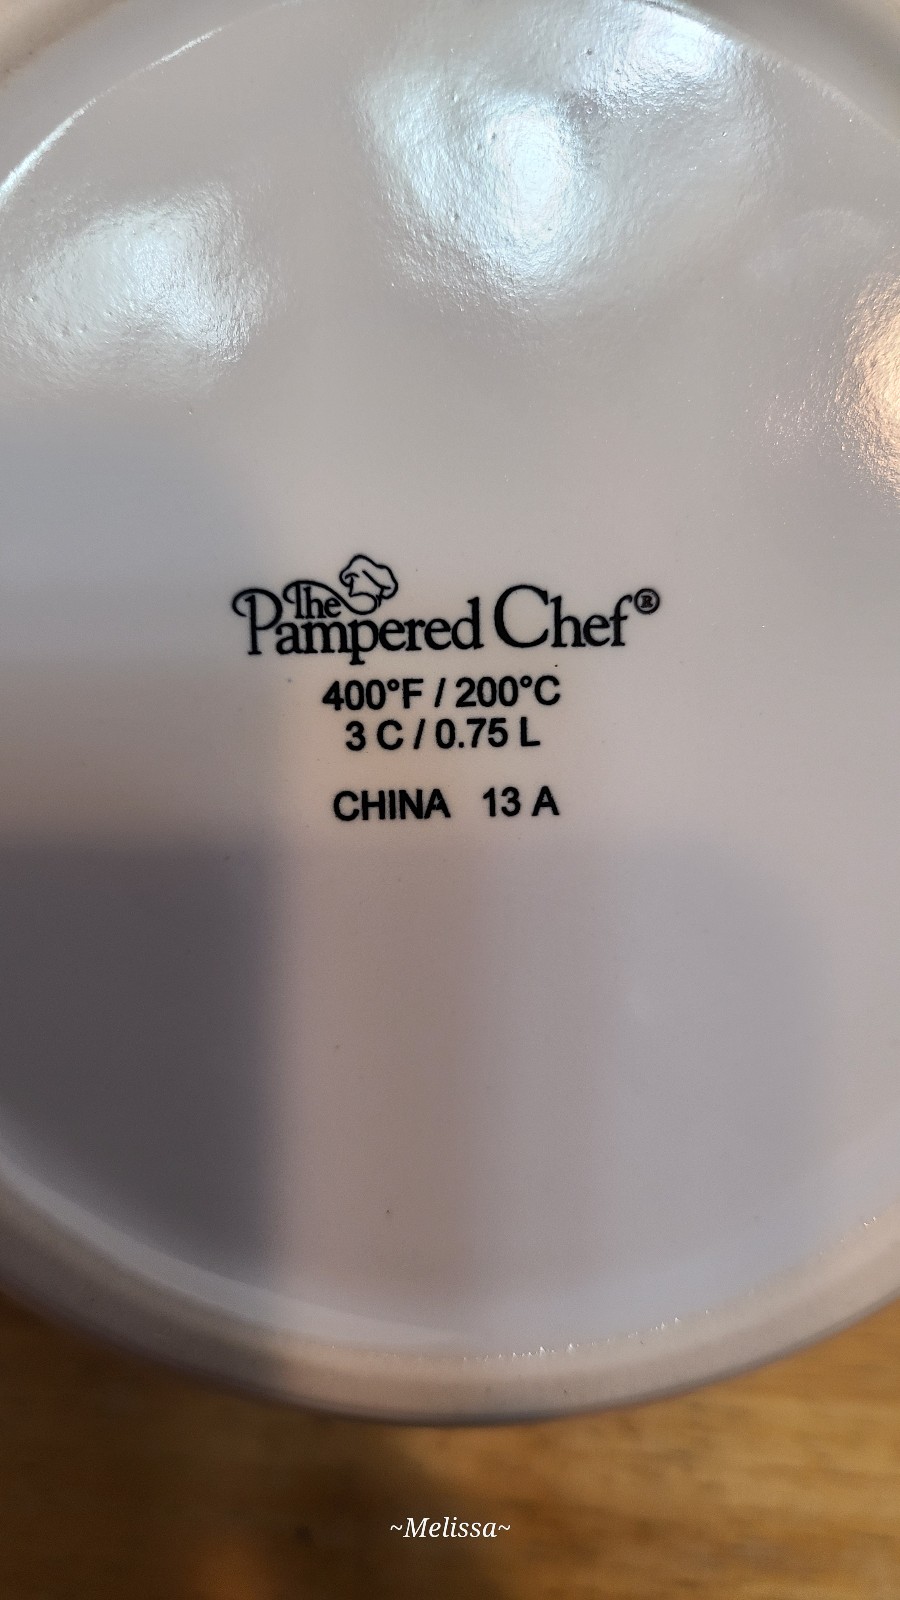 The
Pampered Chef®
400°F / 200°C
3 C / 0.75 L
CHINA 13 A
~Melissa~